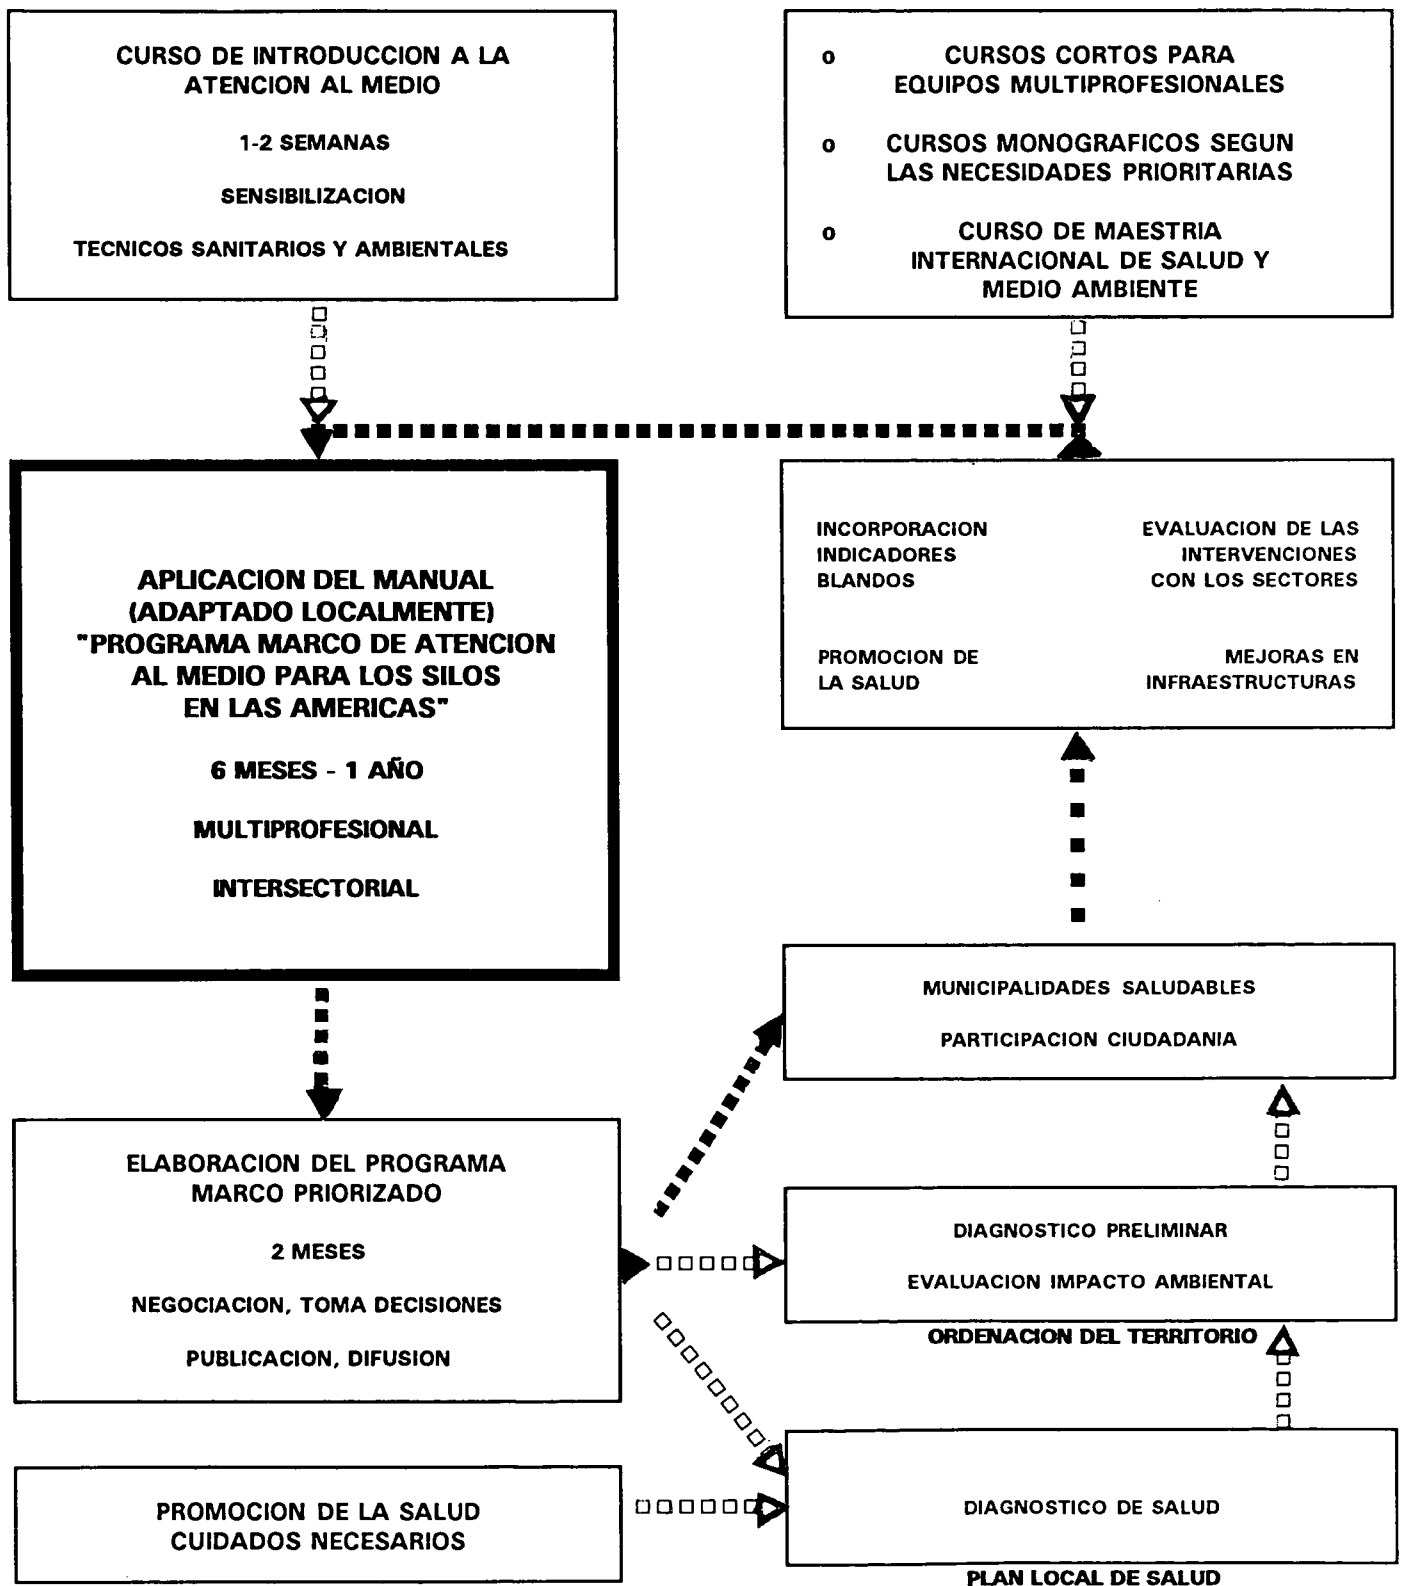 CURSO DE INTRODUCCION A LA
ATENCION AL MEDIO
1-2 SEMANAS
SENSIBILIZACION
TECNICOS SANITARIOS Y AMBIENTALES
o CURSOS CORTOS PARA
EQUIPOS MULTIPROFESIONALES
o CURSOS MONOGRAFICOS SEGUN
LAS NECESIDADES PRIORITARIAS
o CURSO DE MAESTRIA
INTERNACIONAL DE SALUD Y
MEDIO AMBIENTE
APLICACION DEL MANUAL
(ADAPTADO LOCALMENTE)
"PROGRAMA MARCO DE ATENCION
AL MEDIO PARA LOS SILOS
EN LAS AMERICAS"
6 MESES - 1 AÑO
MULTIPROFESIONAL
INTERSECTORIAL
INCORPORACION
INDICADORES
BLANDOS
EVALUACION DE LAS
INTERVENCIONES
CON LOS SECTORES
PROMOCION DE
LA SALUD
MEJORAS EN
INFRAESTRUCTURAS
MUNICIPALIDADES SALUDABLES
PARTICIPACION CIUDADANIA
ELABORACION DEL PROGRAMA
MARCO PRIORIZADO
2 MESES
NEGOCIACION, TOMA DECISIONES
PUBLICACION, DIFUSION
DIAGNOSTICO PRELIMINAR
EVALUACION IMPACTO AMBIENTAL
ORDENACION DEL TERRITORIO
PROMOCION DE LA SALUD
CUIDADOS NECESARIOS
DIAGNOSTICO DE SALUD
PLAN LOCAL DE SALUD